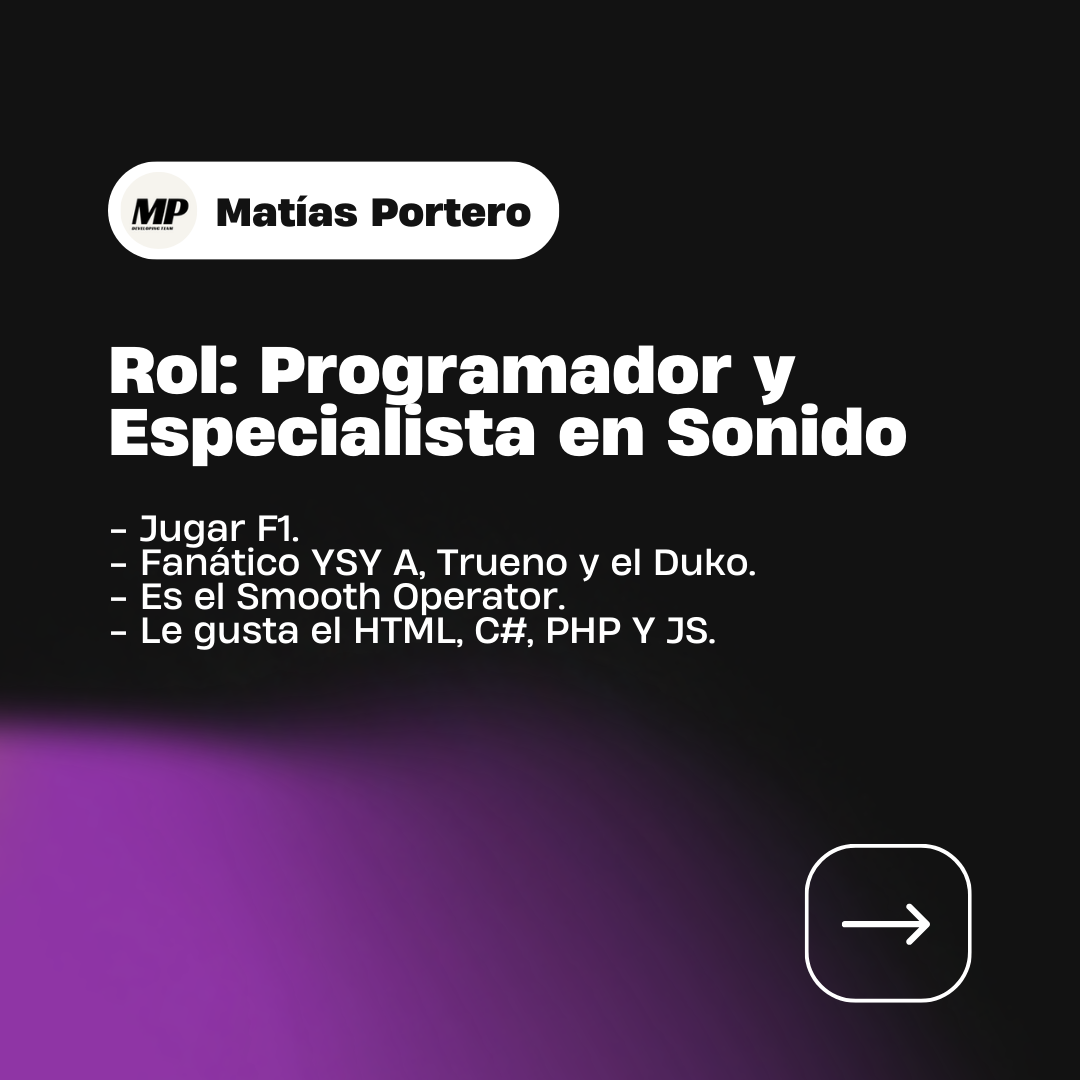 MP
DEVELOPING TEAM
Matías Portero
Rol: Programador y
Especialista en Sonido
- Jugar F1.
- Fanático YSY A, Trueno y el Duko.
- Es el Smooth Operator.
- Le gusta el HTML, C#, PHP Y JS.